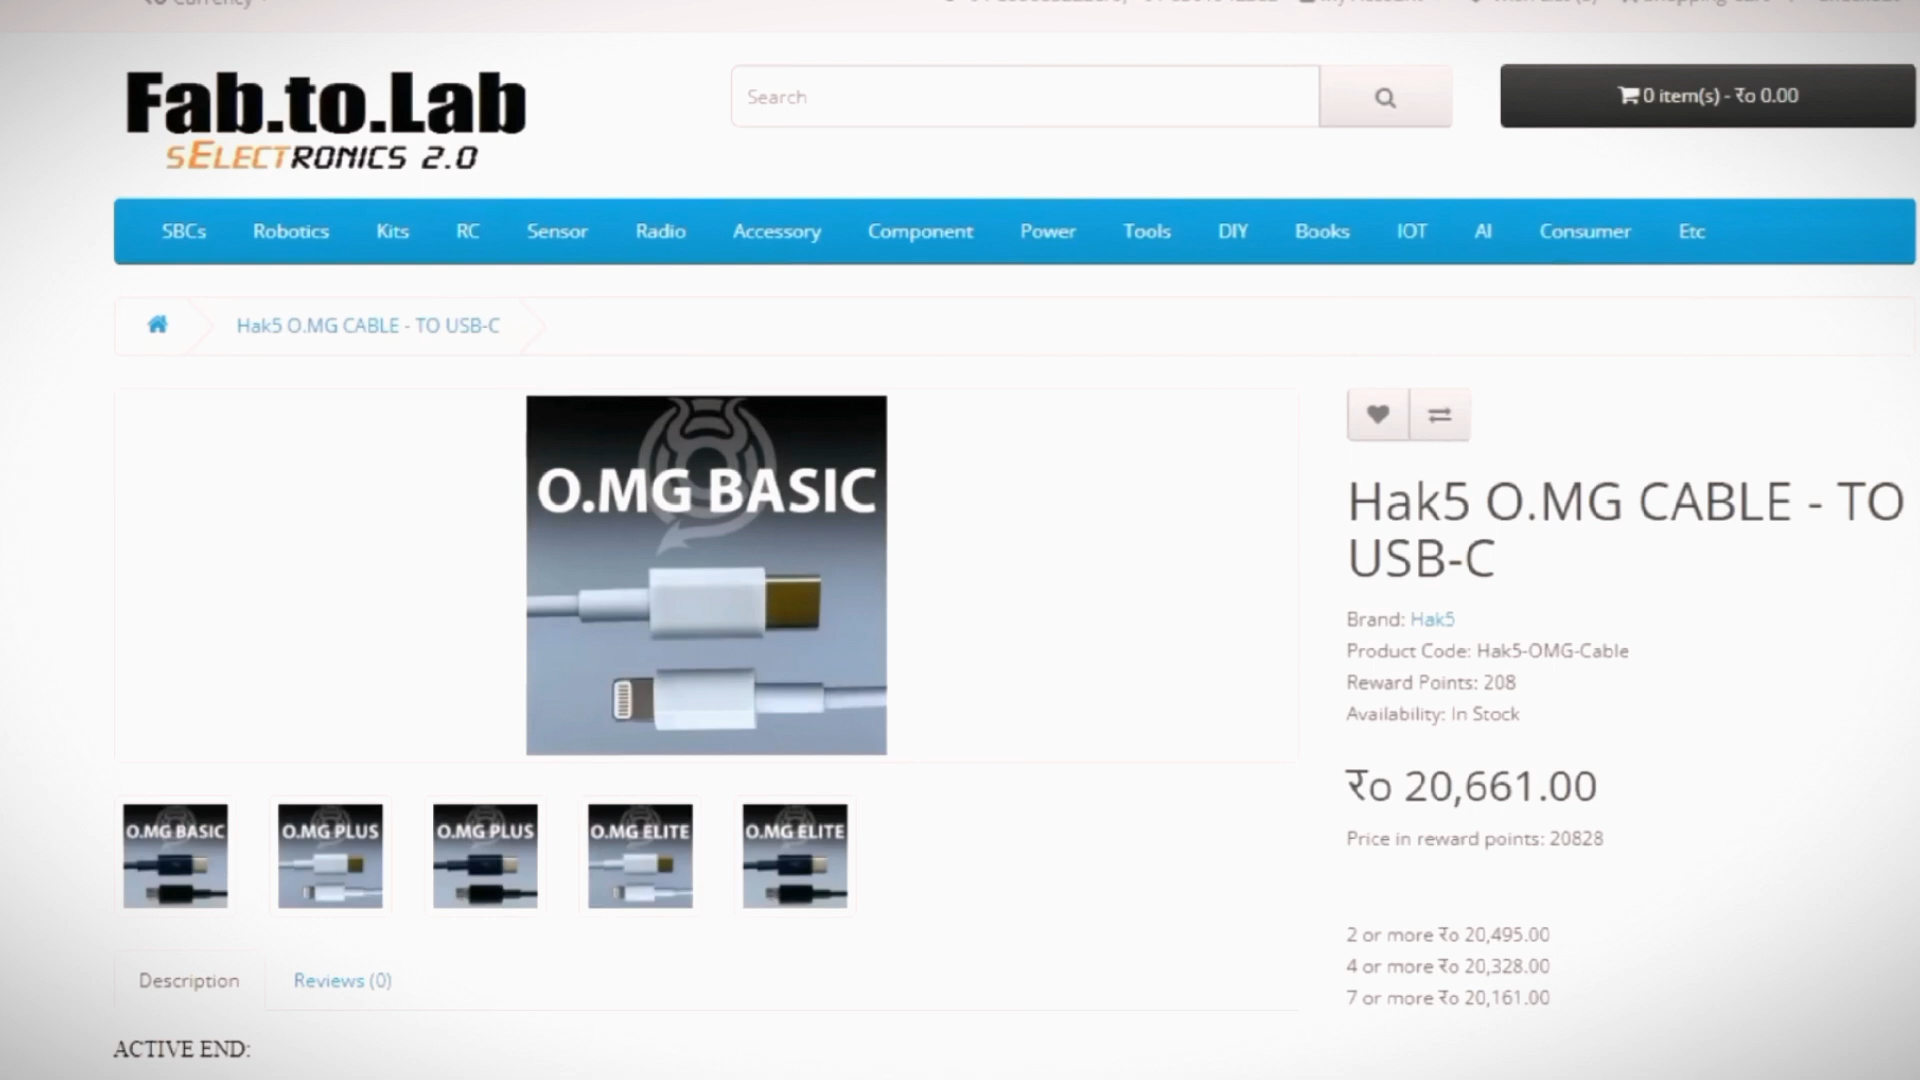 Currency
Fab.to.Lab
sELECTRONICS 2.0
Search
0 item(s) - ₹o 0.00
SBCs Robotics Kits RC Sensor Radio Accessory Component Power Tools DIY Books IOT AI Consumer Etc
Hak5 O.MG CABLE - TO USB-C
O.MG BASIC
O.MG BASIC O.MG PLUS O.MG PLUS O.MG ELITE O.MG ELITE
Hak5 O.MG CABLE - TO
USB-C
Brand: Hak5
Product Code: Hak5-OMG-Cable
Reward Points: 208
Availability: In Stock
₹o 20,661.00
Price in reward points: 20828
2 or more ₹o 20,495.00
4 or more ₹o 20,328.00
7 or more ₹o 20,161.00
Description Reviews (0)
ACTIVE END: